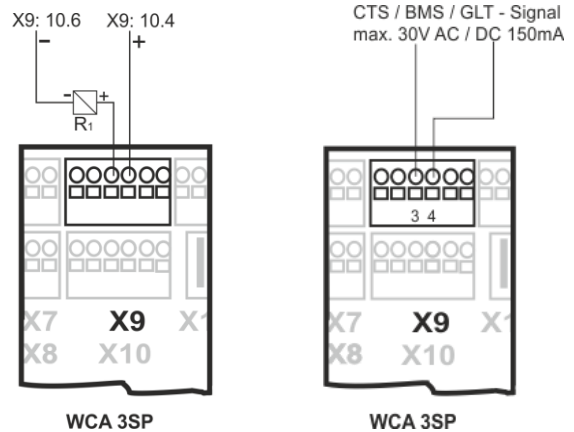 X9: 10.6 X9: 10.4
- +
- +
R1
X7 X9 X1
X8 X10
WCA 3SP
CTS / BMS / GLT - Signal
max. 30V AC / DC 150mA
3 4
X7 X9 X1
X8 X10
WCA 3SP